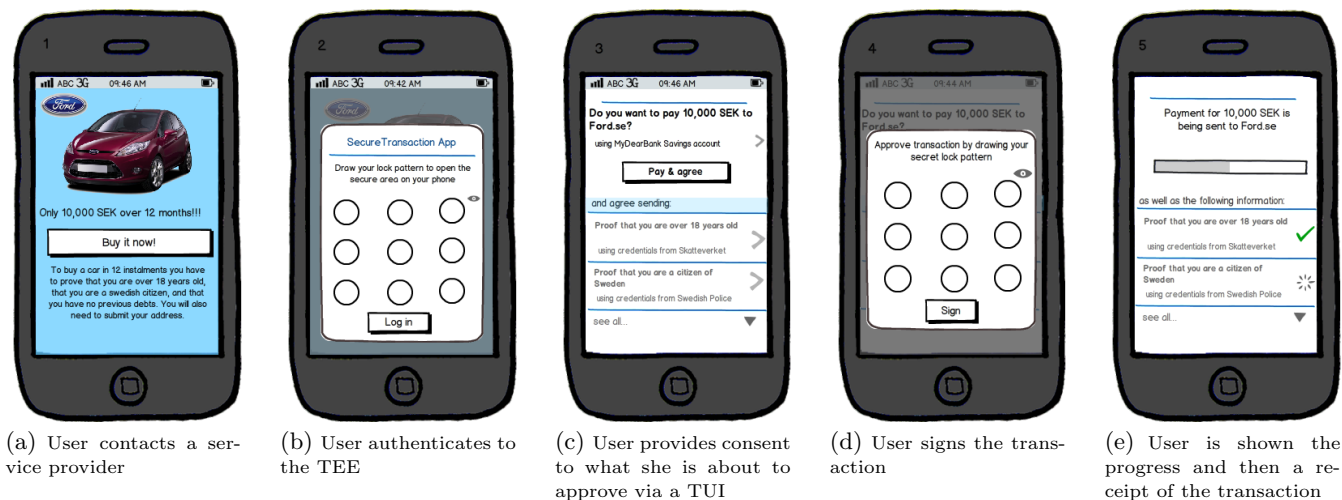 1
ABC 3G 09:46 AM
Ford
Only 10,000 SEK over 12 months!!!
Buy it now!
To buy a car in 12 instalments you have
to prove that you are over 18 years old,
that you are a swedish citizen, and that
you have no previous debts. You will also
need to submit your address.
(a) User contacts a ser-
vice provider
2
ABC 3G 09:42 AM
SecureTransaction App
Draw your lock pattern to open the
secure area on your phone
Log in
(b) User authenticates to
the TEE
3
ABC 3G 09:46 AM
Do you want to pay 10,000 SEK to
Ford.se?
using MyDearBank Savings account
Pay & agree
and agree sending:
Proof that you are over 18 years old
using credentials from Skatteverket
Proof that you are a citizen of
Sweden
using credentials from Swedish Police
see all...
(c) User provides consent
to what she is about to
approve via a TUI
4
ABC 3G 09:44 AM
Do you want to pay 10,000 SEK to
Ford.se?
Approve transaction by drawing your
secret lock pattern
Sign
(d) User signs the trans-
action
5
ABC 3G 09:46 AM
Payment for 10,000 SEK is
being sent to Ford.se
as well as the following information:
Proof that you are over 18 years old
using credentials from Skatteverket
Proof that you are a citizen of
Sweden
using credentials from Swedish Police
see all...
(e) User is shown the
progress and then a re-
ceipt of the transaction